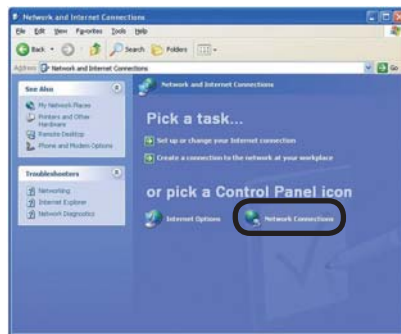 Network and Internet Connections
File Edit View Favorites Tools Help
Back Search Folders
Address Network and Internet Connections Go
See Also
My Network Places
Printers and Other
Hardware
Remote Desktop
Phone and Modem Options
Troubleshooters
Networking
Internet Explorer
Network Diagnostics
Network and Internet Connections
Pick a task...
Set up or change your Internet connection
Create a connection to the network at your workplace
or pick a Control Panel icon
Internet Options Network Connections